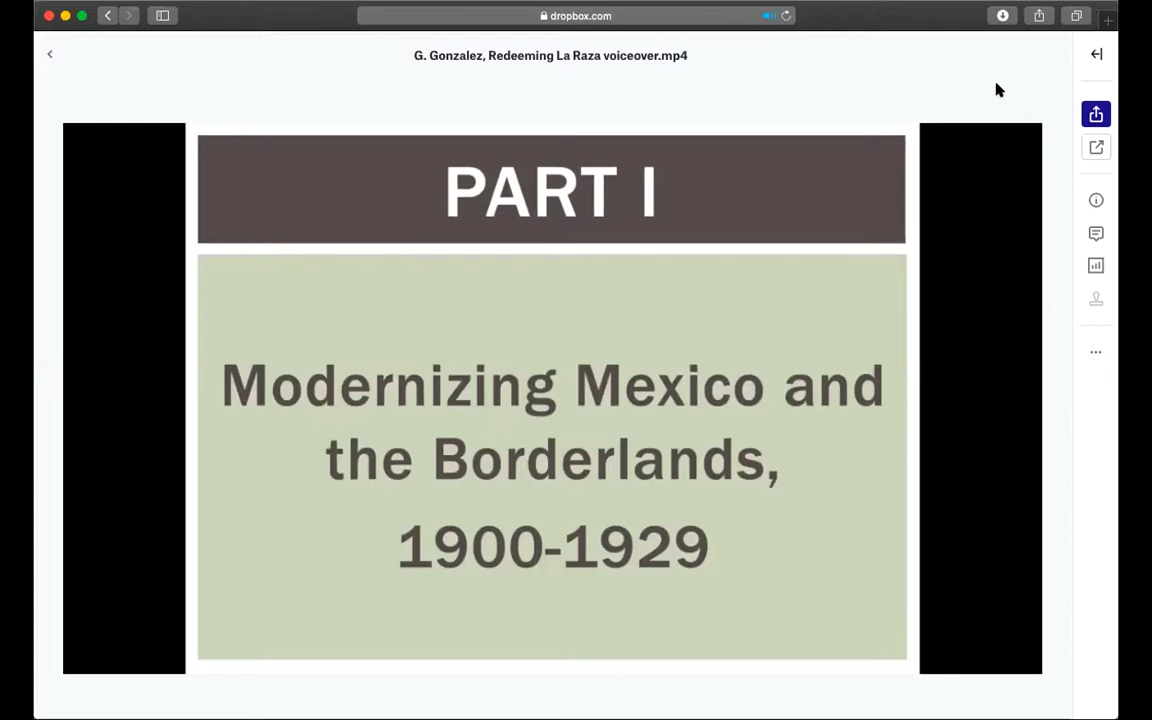 dropbox.com
G. Gonzalez, Redeeming La Raza voiceover.mp4
PART I
Modernizing Mexico and
the Borderlands,
1900-1929